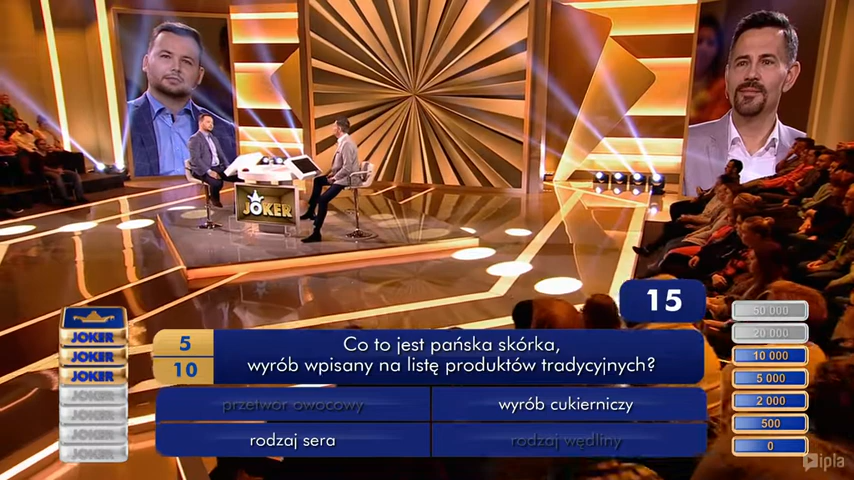 JOKER
15
50 000
20 000
10 000
5 000
2 000
500
0
JOKER
JOKER
JOKER
JOKER
JOKER
JOKER
5
10
Co to jest pańska skórka,
wyrób wpisany na listę produktów tradycyjnych?
przetwór owocowy
wyrób cukierniczy
rodzaj sera
rodzaj wędliny
ipla